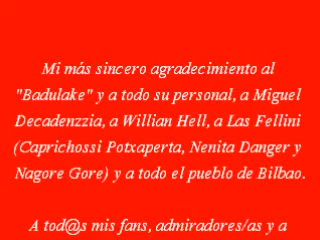 Mi más sincero agradecimiento al
"Badulake" y a todo su personal, a Miguel
Decadenzzia, a Willian Hell, a Las Fellini
(Caprichossi Potxaperta, Nenita Danger y
Nagore Gore) y a todo el pueblo de Bilbao.
A tod@s mis fans, admiradores/as y a